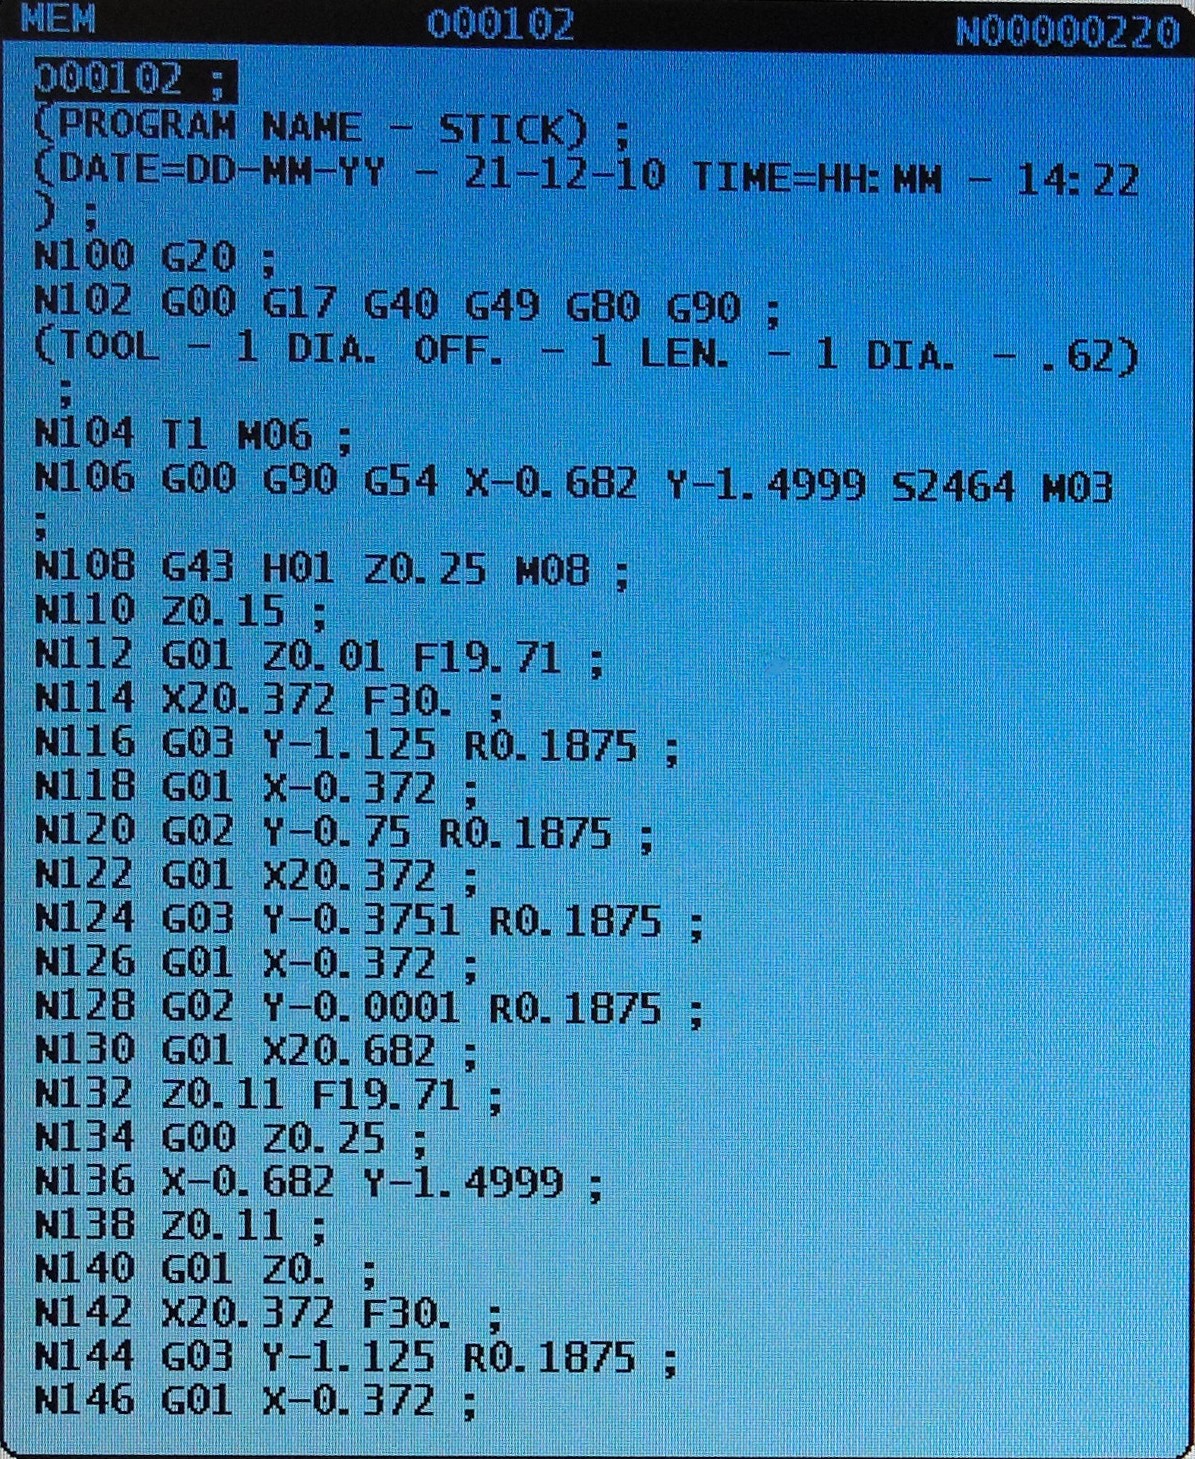 MEM o00102 N00000220
o00102 ;
(PROGRAM NAME - STICK) ;
(DATE=DD-MM-YY - 21-12-10 TIME=HH:MM - 14:22
) ;
N100 G20 ;
N102 G00 G17 G40 G49 G80 G90 ;
(TOOL - 1 DIA. OFF. - 1 LEN. - 1 DIA. - .62)
;
N104 T1 M06 ;
N106 G00 G90 G54 X-0.682 Y-1.4999 S2464 M03
;
N108 G43 H01 Z0.25 M08 ;
N110 Z0.15 ;
N112 G01 Z0.01 F19.71 ;
N114 X20.372 F30. ;
N116 G03 Y-1.125 R0.1875 ;
N118 G01 X-0.372 ;
N120 G02 Y-0.75 R0.1875 ;
N122 G01 X20.372 ;
N124 G03 Y-0.3751 R0.1875 ;
N126 G01 X-0.372 ;
N128 G02 Y-0.0001 R0.1875 ;
N130 G01 X20.682 ;
N132 Z0.11 F19.71 ;
N134 G00 Z0.25 ;
N136 X-0.682 Y-1.4999 ;
N138 Z0.11 ;
N140 G01 Z0. ;
N142 X20.372 F30. ;
N144 G03 Y-1.125 R0.1875 ;
N146 G01 X-0.372 ;